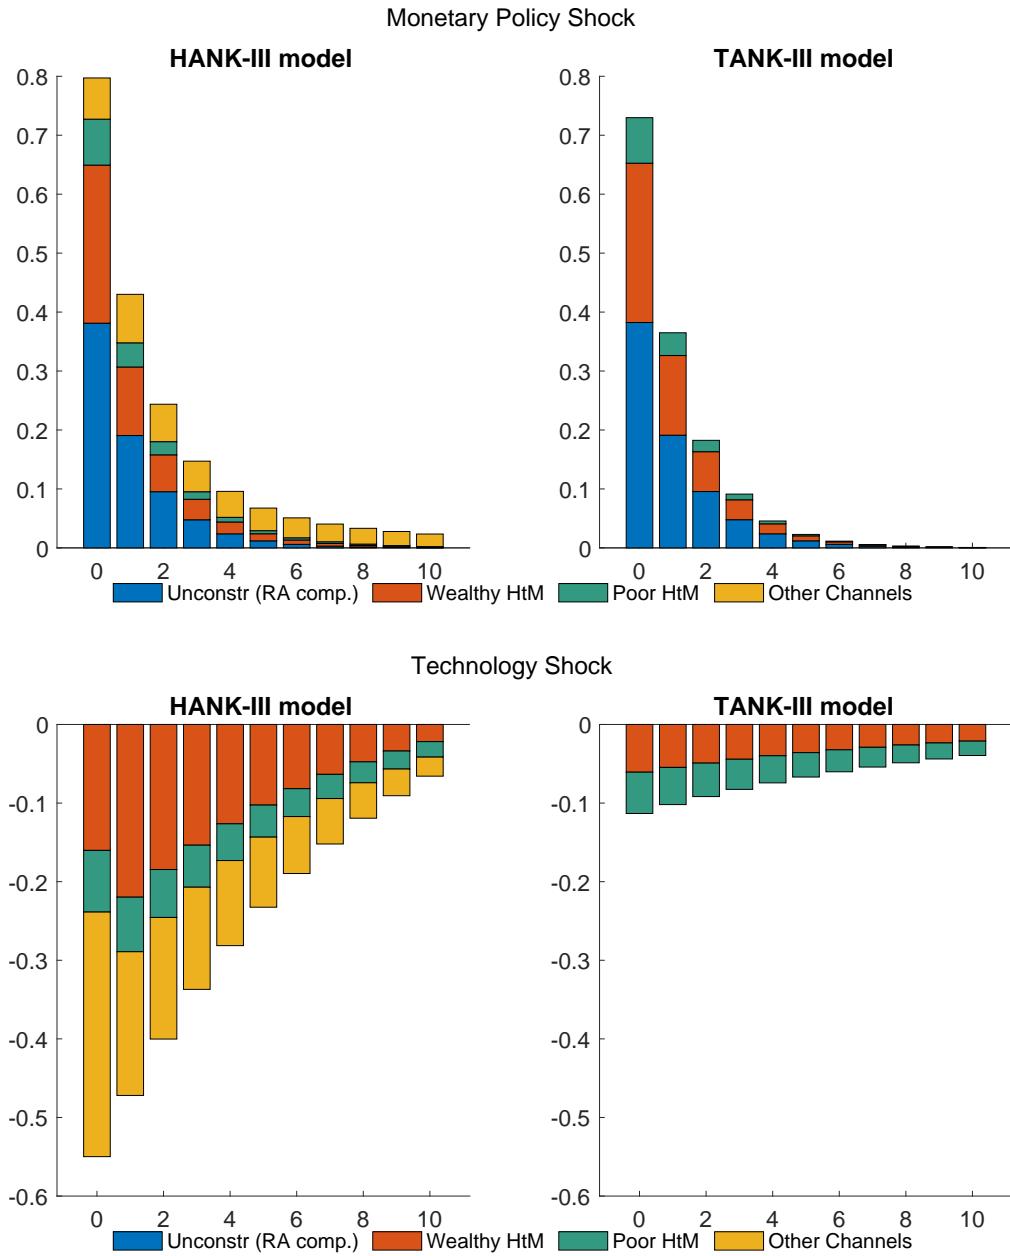 Monetary Policy Shock
HANK-III model
TANK-III model
0.8
0.7
0.6
0.5
0.4
0.3
0.2
0.1
0
0 2 4 6 8 10
0.8
0.7
0.6
0.5
0.4
0.3
0.2
0.1
0
0 2 4 6 8 10
Unconstr (RA comp.) Wealthy HtM Poor HtM Other Channels
Technology Shock
HANK-III model
TANK-III model
0
-0.1
-0.2
-0.3
-0.4
-0.5
-0.6
0 2 4 6 8 10
0
-0.1
-0.2
-0.3
-0.4
-0.5
-0.6
0 2 4 6 8 10
Unconstr (RA comp.) Wealthy HtM Poor HtM Other Channels